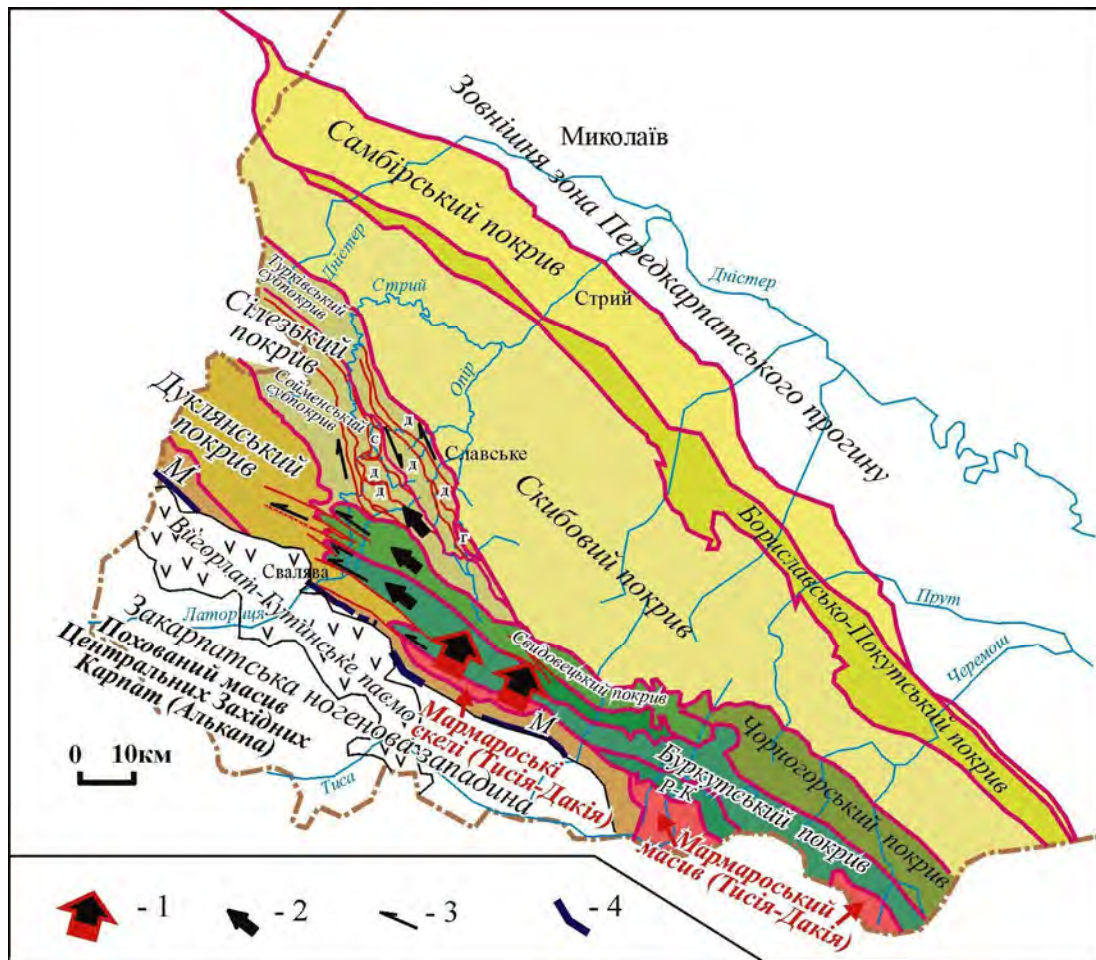 Зовнішня зона Передкарпатського прогину
Миколаїв
Самбірський покрив
Дністер
Дністер
Стрий
Стрий
Турківський
субпокрив
Сілезький
покрив
Сойменський
субпокрив
Опір
Дуклянський
покрив
Славське
Д
С
Д
Д
Д
Д
Г
М
Скибовий покрив
Бориславсько-Покутський покрив
Прут
Черемош
Свалява
Латориця
Вигорлат-Гутинське пасмо
Закарпатська ногенова западина
Похований масив
Центральних Західних
Карпат (Алькапа)
Свидовецький покрив
Чорногорський покрив
Буркутський покрив
М
Р-К
Мармароські
скелі (Тисія-Дакія)
Мармароський
масив (Тисія-Дакія)
Тиса
0 10км
- 1
- 2
- 3
- 4